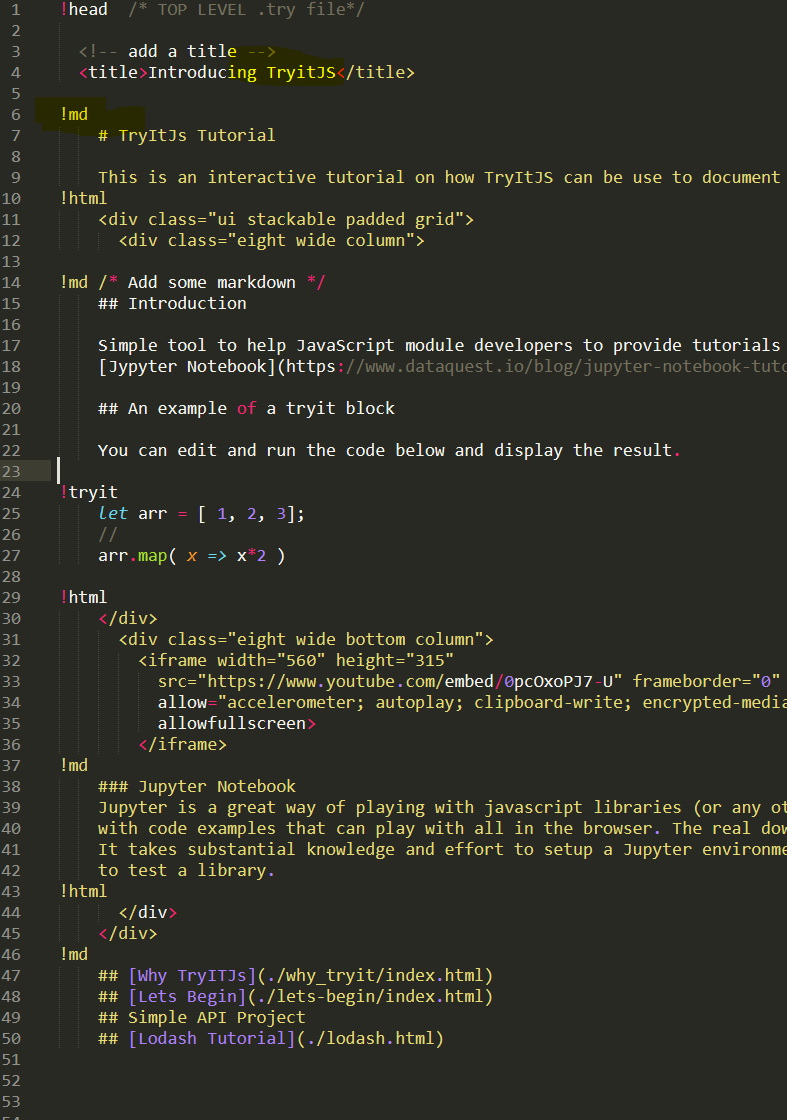 1 !head /* TOP LEVEL .try file*/
2
3 <!-- add a title -->
4 <title>Introducing TryitJS</title>
5
6 !md
7 # TryItJs Tutorial
8
9 This is an interactive tutorial on how TryItJS can be use to document
10 !html
11 <div class="ui stackable padded grid">
12 <div class="eight wide column">
13
14 !md /* Add some markdown */
15 ## Introduction
16
17 Simple tool to help JavaScript module developers to provide tutorials
18 [Jypyter Notebook](https://www.dataquest.io/blog/jupyter-notebook-tuto
19
20 ## An example of a tryit block
21
22 You can edit and run the code below and display the result.
23
24 !tryit
25 let arr = [ 1, 2, 3];
26 //
27 arr.map( x => x*2 )
28
29 !html
30 </div>
31 <div class="eight wide bottom column">
32 <iframe width="560" height="315"
33 src="https://www.youtube.com/embed/0pcOxoPJ7-U" frameborder="0"
34 allow="accelerometer; autoplay; clipboard-write; encrypted-media
35 allowfullscreen>
36 </iframe>
37 !md
38 ### Jupyter Notebook
39 Jupyter is a great way of playing with javascript libraries (or any ot
40 with code examples that can play with all in the browser. The real dow
41 It takes substantial knowledge and effort to setup a Jupyter environme
42 to test a library.
43 !html
44 </div>
45 </div>
46 !md
47 ## [Why TryITJs](./why_tryit/index.html)
48 ## [Lets Begin](./lets-begin/index.html)
49 ## Simple API Project
50 ## [Lodash Tutorial](./lodash.html)
51
52
53